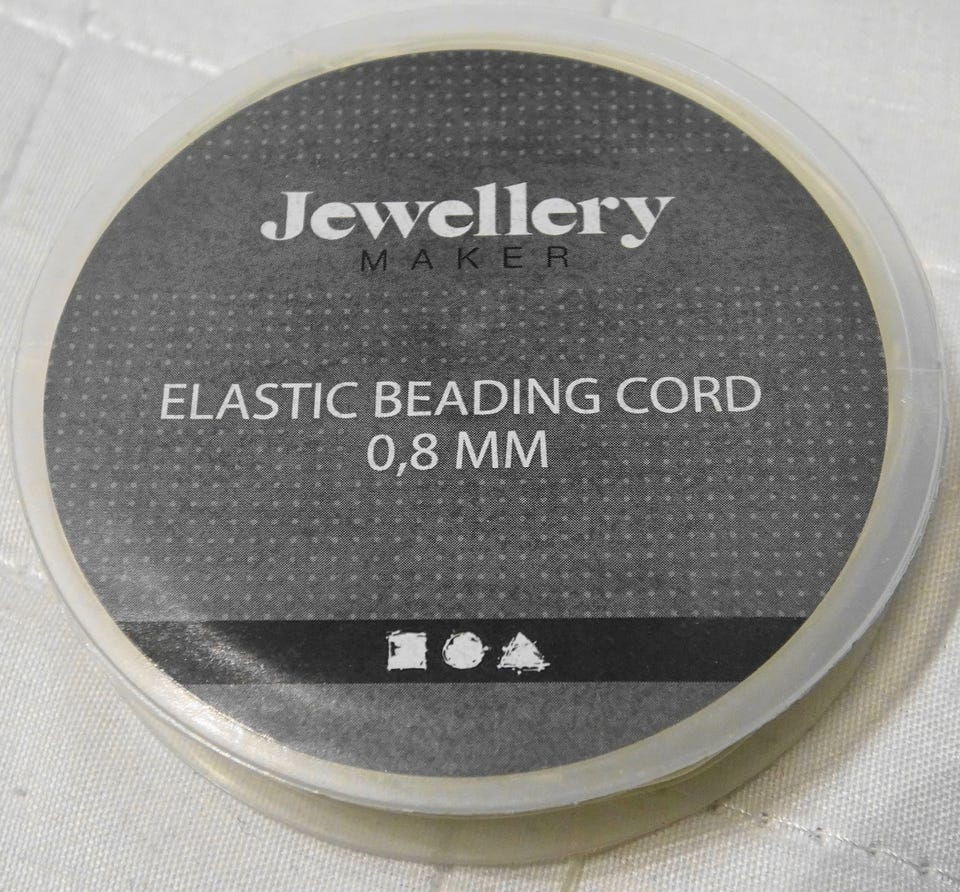 Jewellery
MAKER
ELASTIC BEADING CORD
0,8 MM